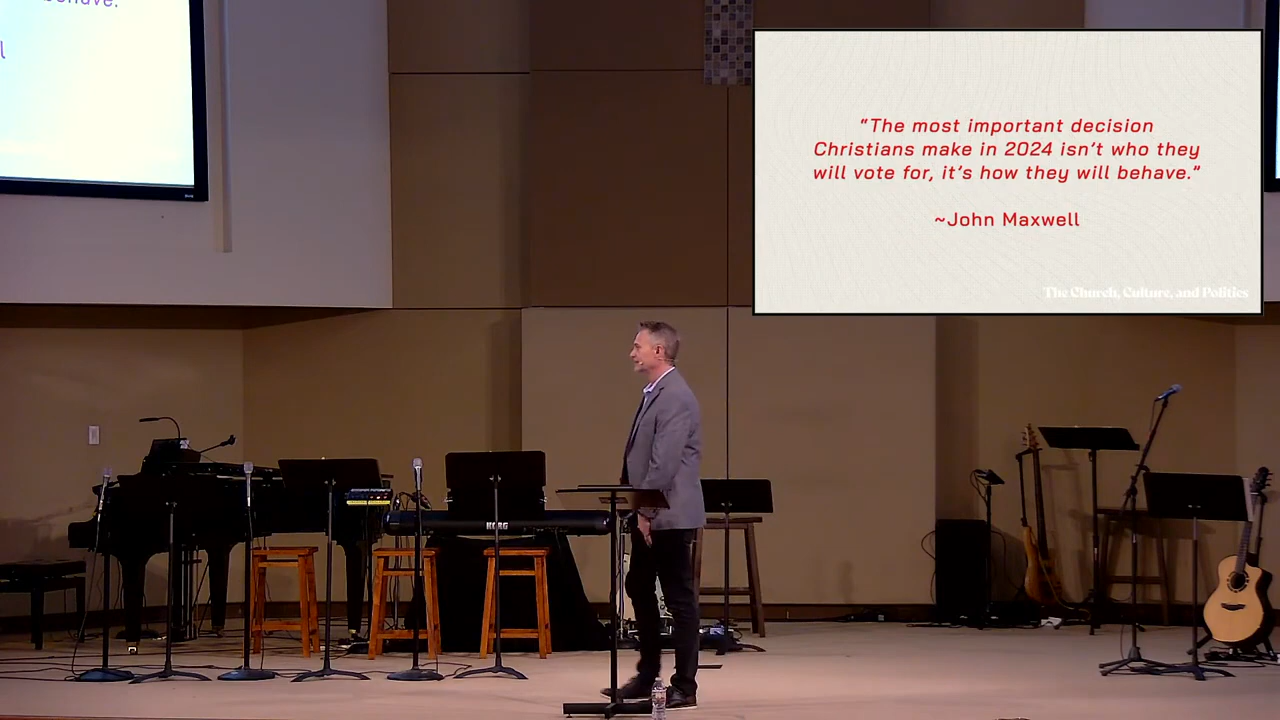 behave."
"The most important decision
Christians make in 2024 isn't who they
will vote for, it's how they will behave."
~John Maxwell
The Church, Culture, and Politics
KORG